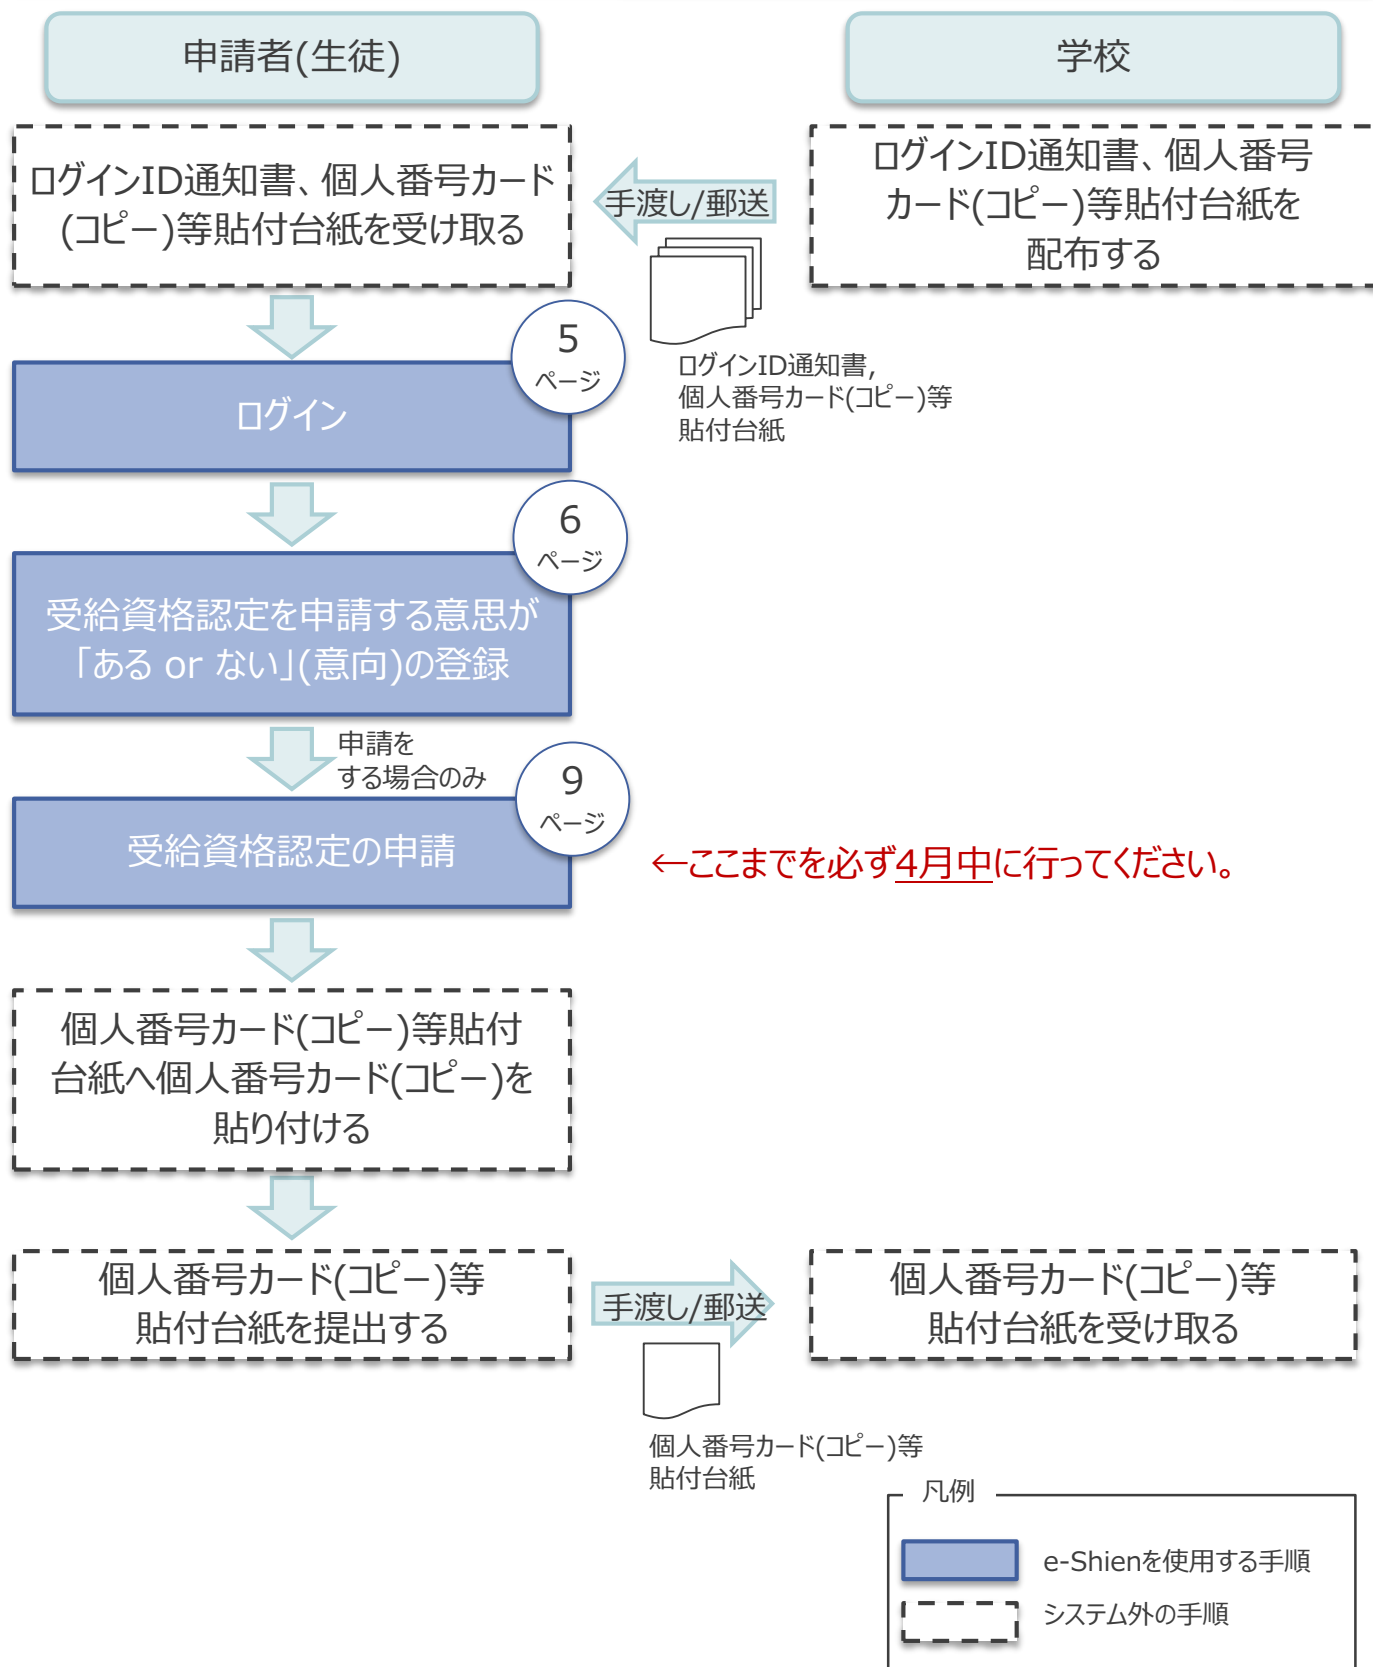 申請者(生徒)
学校
ログインID通知書、個人番号カード
(コピー)等貼付台紙を受け取る
手渡し/郵送
ログインID通知書、個人番号
カード(コピー)等貼付台紙を
配布する
ログインID通知書,
個人番号カード(コピー)等
貼付台紙
5
ページ
ログイン
6
ページ
受給資格認定を申請する意思が
「ある or ない」(意向)の登録
申請を
する場合のみ
9
ページ
受給資格認定の申請
←ここまでを必ず4月中に行ってください。
個人番号カード(コピー)等貼付
台紙へ個人番号カード(コピー)を
貼り付ける
個人番号カード(コピー)等
貼付台紙を提出する
手渡し/郵送
個人番号カード(コピー)等
貼付台紙を受け取る
個人番号カード(コピー)等
貼付台紙
凡例
e-Shienを使用する手順
システム外の手順